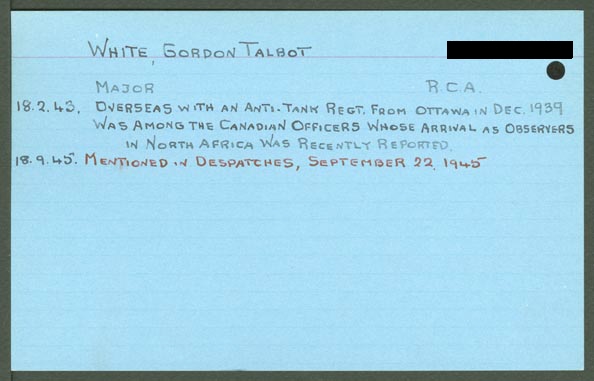 WHITE, GORDON TALBOT
MAJOR R.C.A.
18.2.43. OVERSEAS WITH AN ANTI-TANK REGT. FROM OTTAWA IN DEC. 1939
WAS AMONG THE CANADIAN OFFICERS WHOSE ARRIVAL AS OBSERVERS
IN NORTH AFRICA WAS RECENTLY REPORTED.
18.9.45. MENTIONED IN DESPATCHES, SEPTEMBER 22, 1945